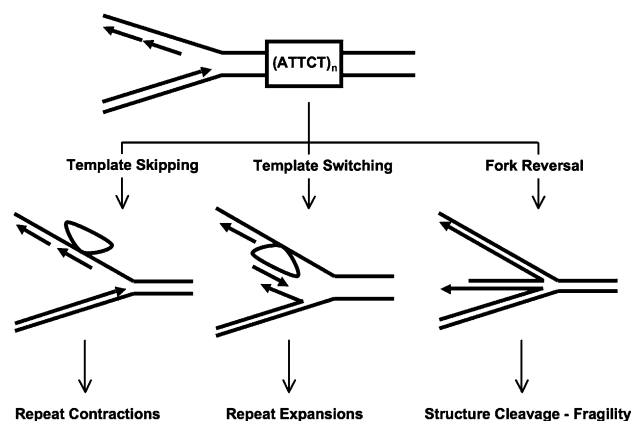 (ATTCT)n
Template Skipping Template Switching Fork Reversal
Repeat Contractions Repeat Expansions Structure Cleavage - Fragility